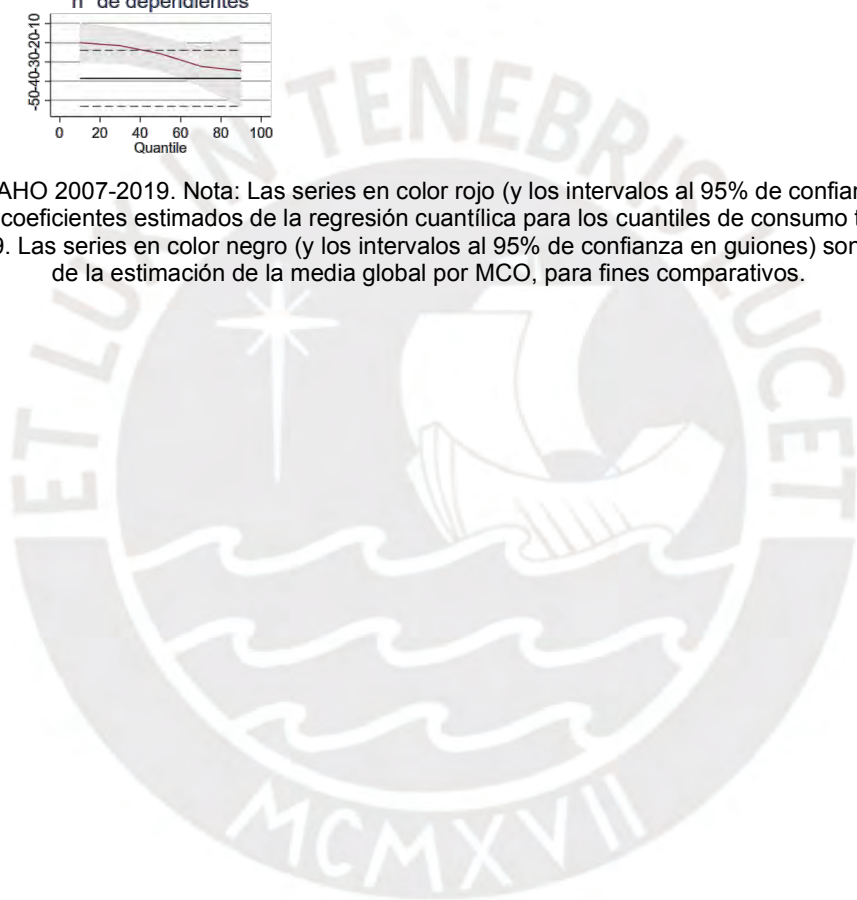 n° de dependientes
-50-40-30-20-10
0 20 40 60 80 100
Quantile
AHO 2007-2019. Nota: Las series en color rojo (y los intervalos al 95% de confian
coeficientes estimados de la regresión cuantílica para los cuantiles de consumo
9. Las series en color negro (y los intervalos al 95% de confianza en guiones) son
de la estimación de la media global por MCO, para fines comparativos.
ET LUX IN TENEBRIS LUCET
MCMXVII